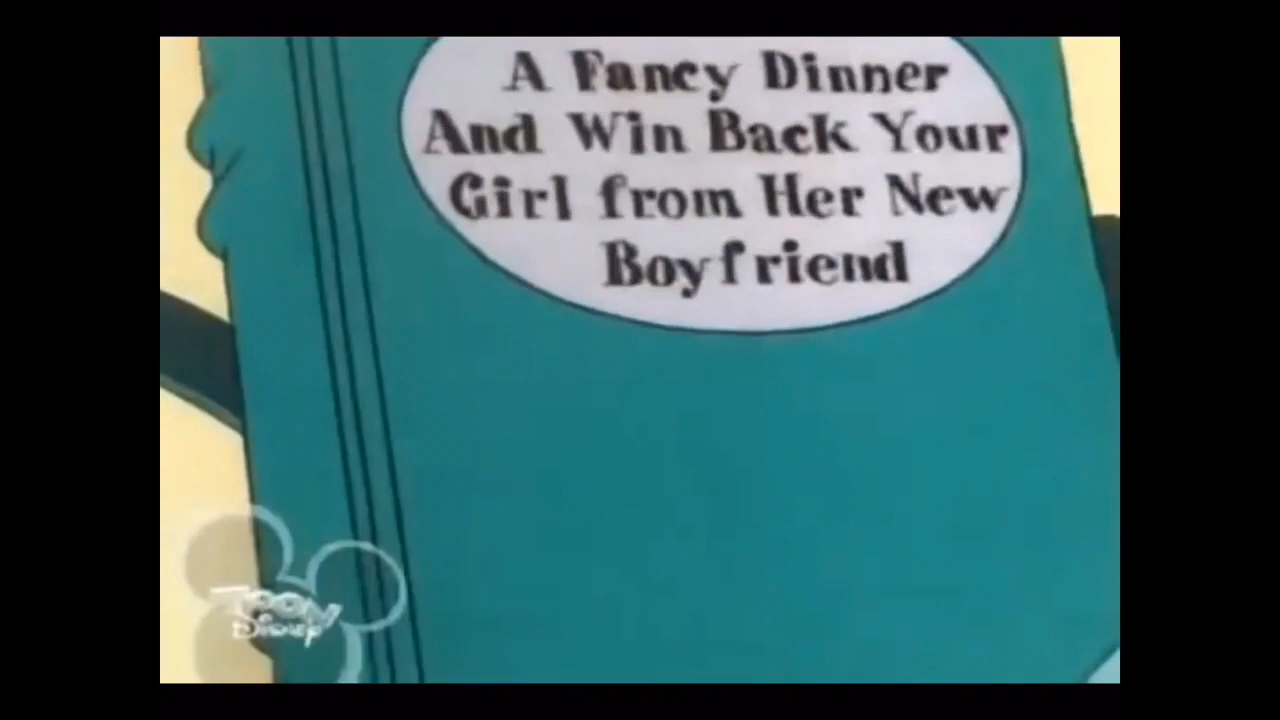 A Fancy Dinner
And Win Back Your
Girl from Her New
Boyfriend
TOON
Disney